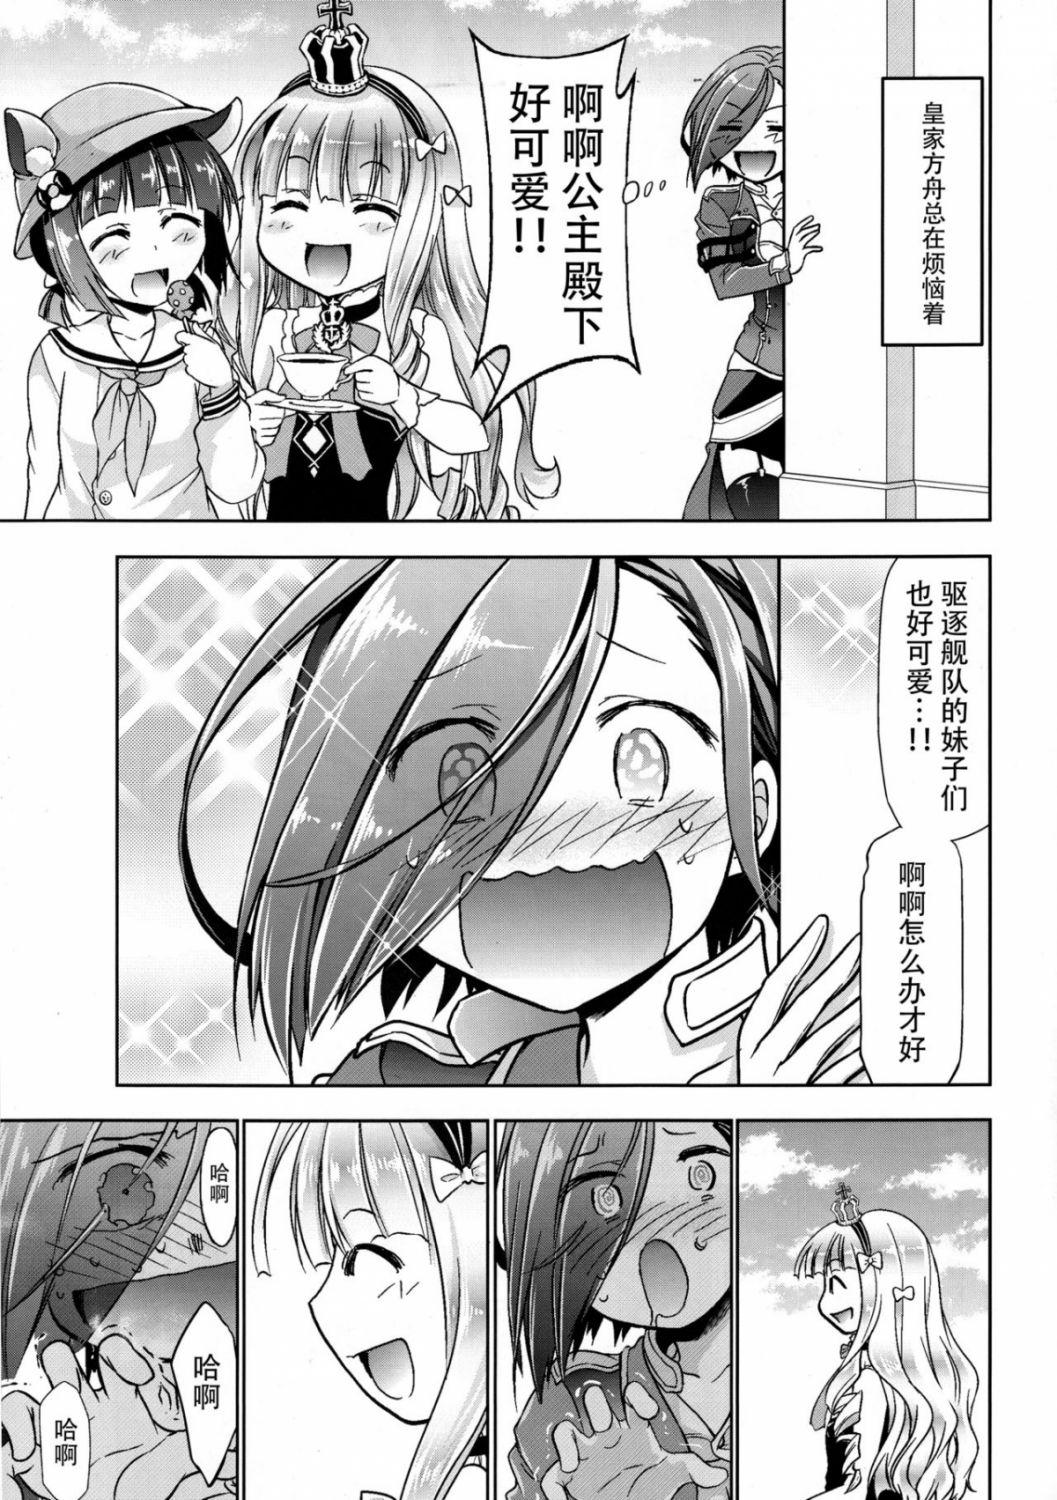 皇家方舟总在烦恼着
啊啊公主殿下
好可爱!!
驱逐舰队的妹子们
也好可爱…!!
啊啊怎么办才好
哈啊
哈啊
哈啊